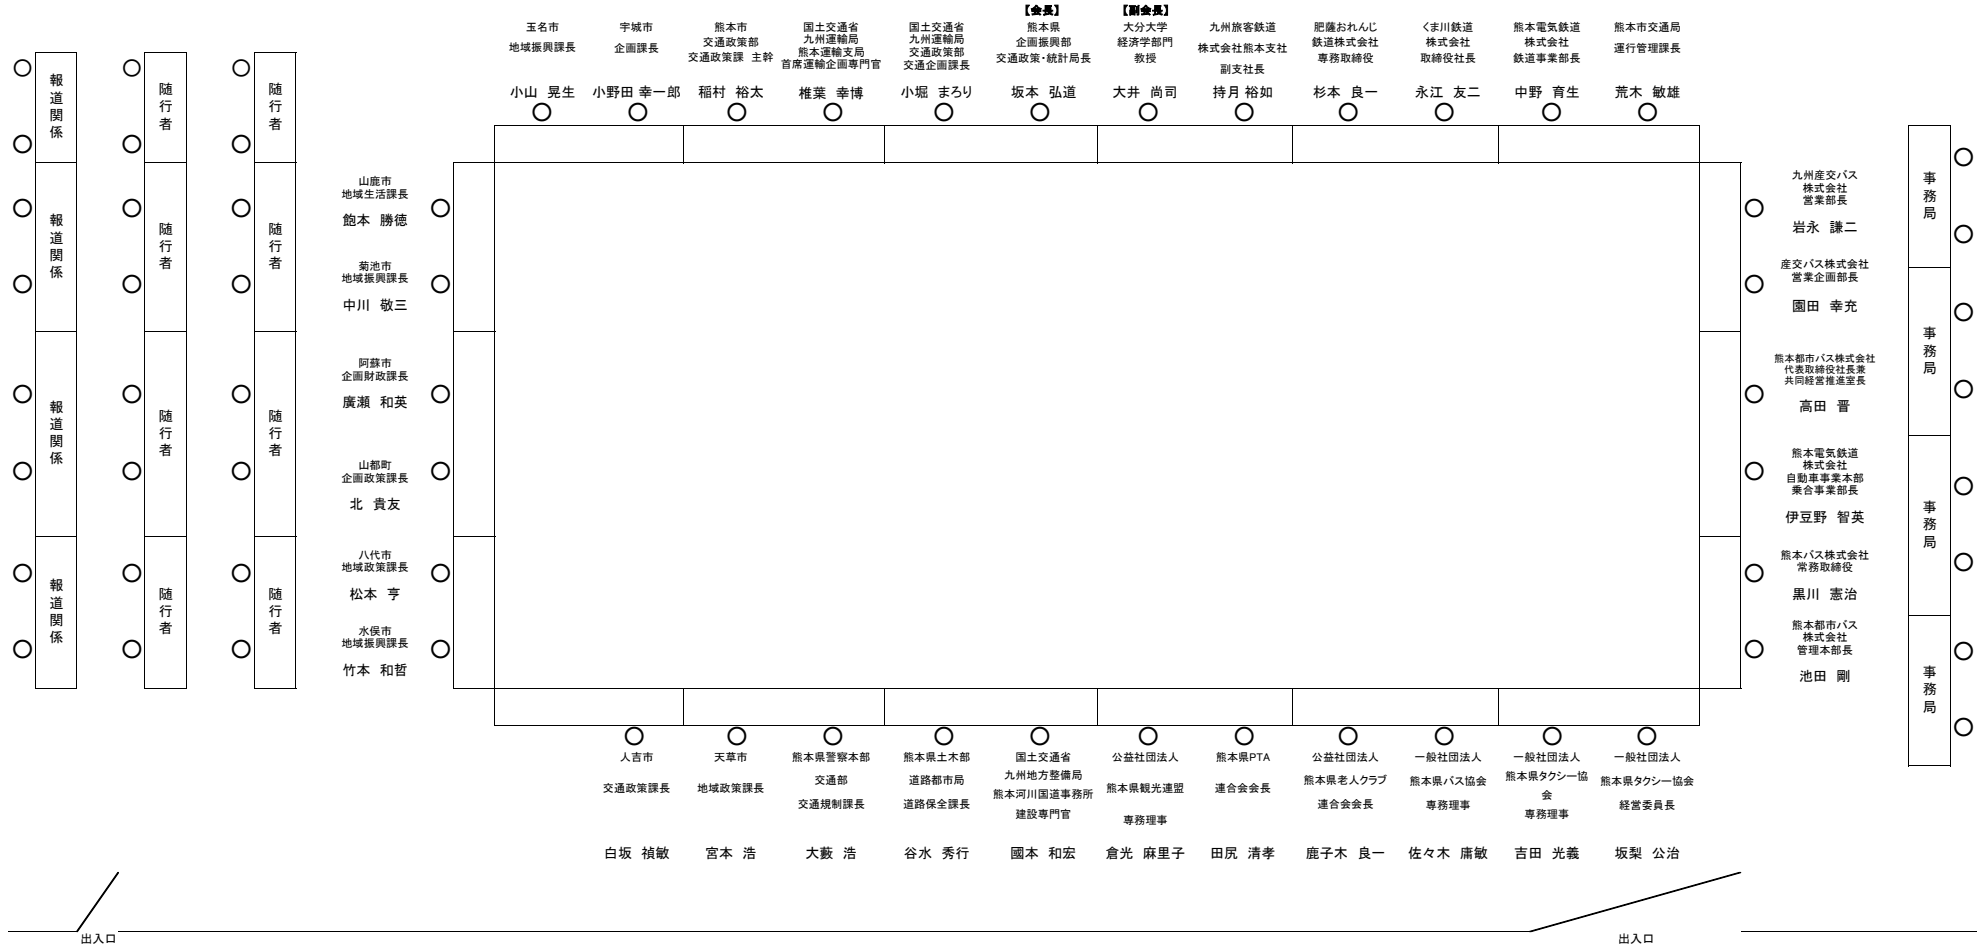 【会長】
【副会長】
玉名市
地域振興課長
小山 晃生
宇城市
企画課長
小野田 幸一郎
熊本市
交通政策部
交通政策課 主幹
稲村 裕太
国土交通省
九州運輸局
熊本運輸支局
首席運輸企画専門官
椎葉 幸博
国土交通省
九州運輸局
交通政策部
交通企画課長
小堀 まろり
熊本県
企画振興部
交通政策・統計局長
坂本 弘道
大分大学
経済学部門
教授
大井 尚司
九州旅客鉄道
株式会社熊本支社
副支社長
持月 裕如
肥薩おれんじ
鉄道株式会社
専務取締役
杉本 良一
くま川鉄道
株式会社
取締役社長
永江 友二
熊本電気鉄道
株式会社
鉄道事業部長
中野 育生
熊本市交通局
運行管理課長
荒木 敏雄
報道関係
随行者
随行者
報道関係
随行者
随行者
報道関係
随行者
随行者
報道関係
随行者
随行者
山鹿市
地域生活課長
飽本 勝徳
菊池市
地域振興課長
中川 敬三
阿蘇市
企画財政課長
廣瀬 和英
山都町
企画政策課長
北 貴友
八代市
地域政策課長
松本 亨
水俣市
地域振興課長
竹本 和哲
九州産交バス
株式会社
営業部長
岩永 謙二
産交バス株式会社
営業企画部長
園田 幸充
熊本都市バス株式会社
代表取締役社長兼
共同経営推進室長
高田 晋
熊本電気鉄道
株式会社
自動車事業本部
乗合事業部長
伊豆野 智英
熊本バス株式会社
常務取締役
黒川 憲治
熊本都市バス
株式会社
管理本部長
池田 剛
事務局
事務局
事務局
事務局
人吉市
交通政策課長
白坂 禎敏
天草市
地域政策課長
宮本 浩
熊本県警察本部
交通部
交通規制課長
大藪 浩
熊本県土木部
道路都市局
道路保全課長
谷水 秀行
国土交通省
九州地方整備局
熊本河川国道事務所
建設専門官
國本 和宏
公益社団法人
熊本県観光連盟
専務理事
倉光 麻里子
熊本県PTA
連合会会長
田尻 清孝
公益社団法人
熊本県老人クラブ
連合会会長
鹿子木 良一
一般社団法人
熊本県バス協会
専務理事
佐々木 庸敏
一般社団法人
熊本県タクシー協
会
専務理事
吉田 光義
一般社団法人
熊本県タクシー協会
経営委員長
坂梨 公治
出入口
出入口